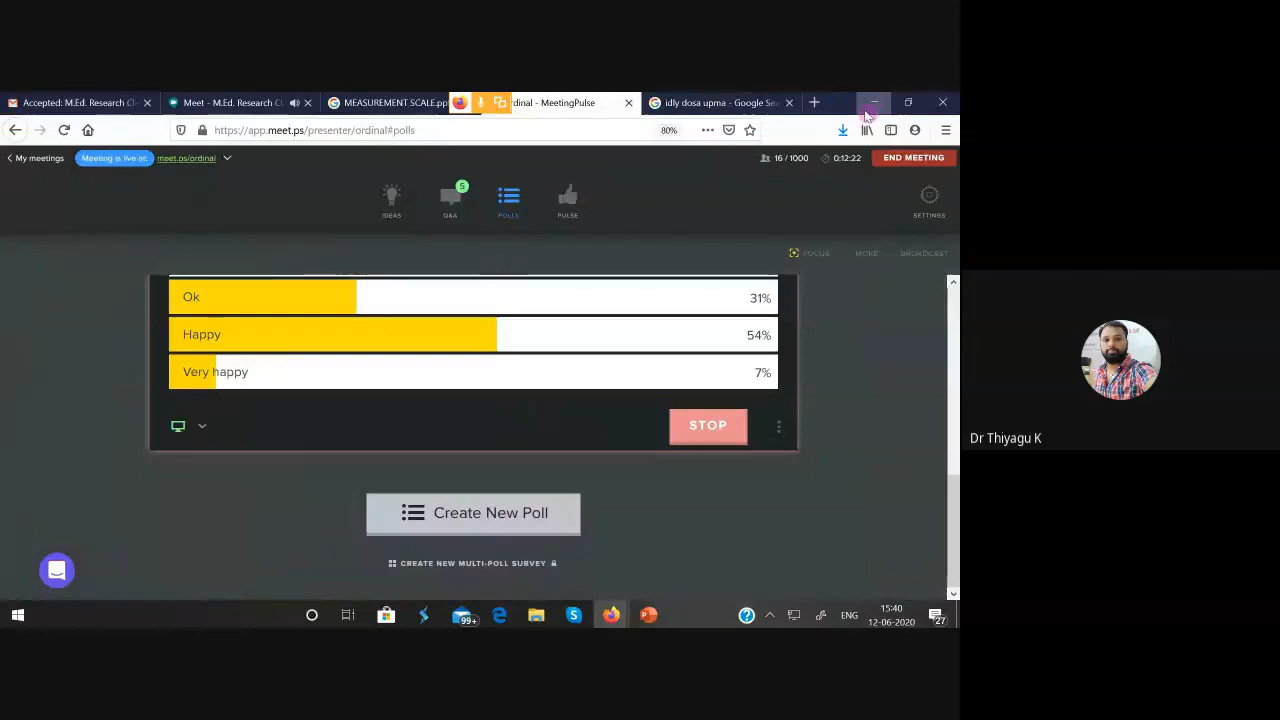 Accepted: M.Ed. Research Cl
Meet - M.Ed. Research C
MEASUREMENT SCALE.pp
rdinal - MeetingPulse
idly dosa upma - Google Sea
https://app.meet.ps/presenter/ordinal#polls
80%
My meetings
Meeting is live at:
meet.ps/ordinal
16 / 1000
0:12:22
END MEETING
5
IDEAS
Q&A
POLLS
PULSE
SETTINGS
FOCUS
MORE
BROADCAST
Ok
31%
Happy
54%
Very happy
7%
STOP
Dr Thiyagu K
Create New Poll
CREATE NEW MULTI-POLL SURVEY
99+
ENG
15:40
12-06-2020
27